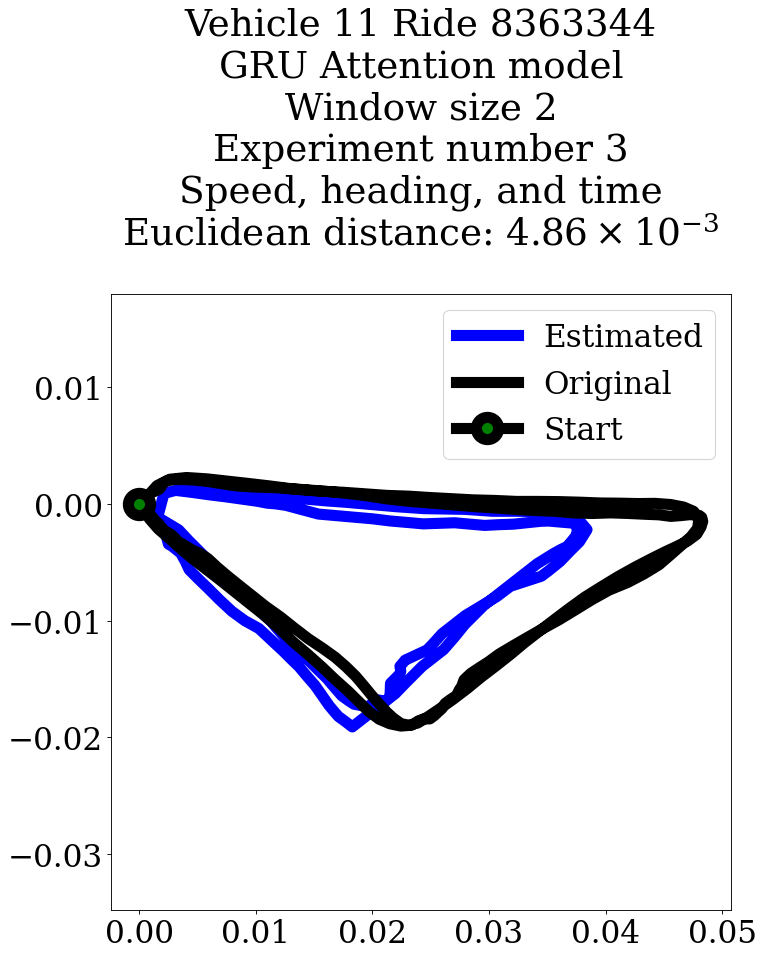 Vehicle 11 Ride 8363344
GRU Attention model
Window size 2
Experiment number 3
Speed, heading, and time
Euclidean distance: 4.86 × 10⁻³
Estimated
Original
Start
0.01
0.00
−0.01
−0.02
−0.03
0.00 0.01 0.02 0.03 0.04 0.05